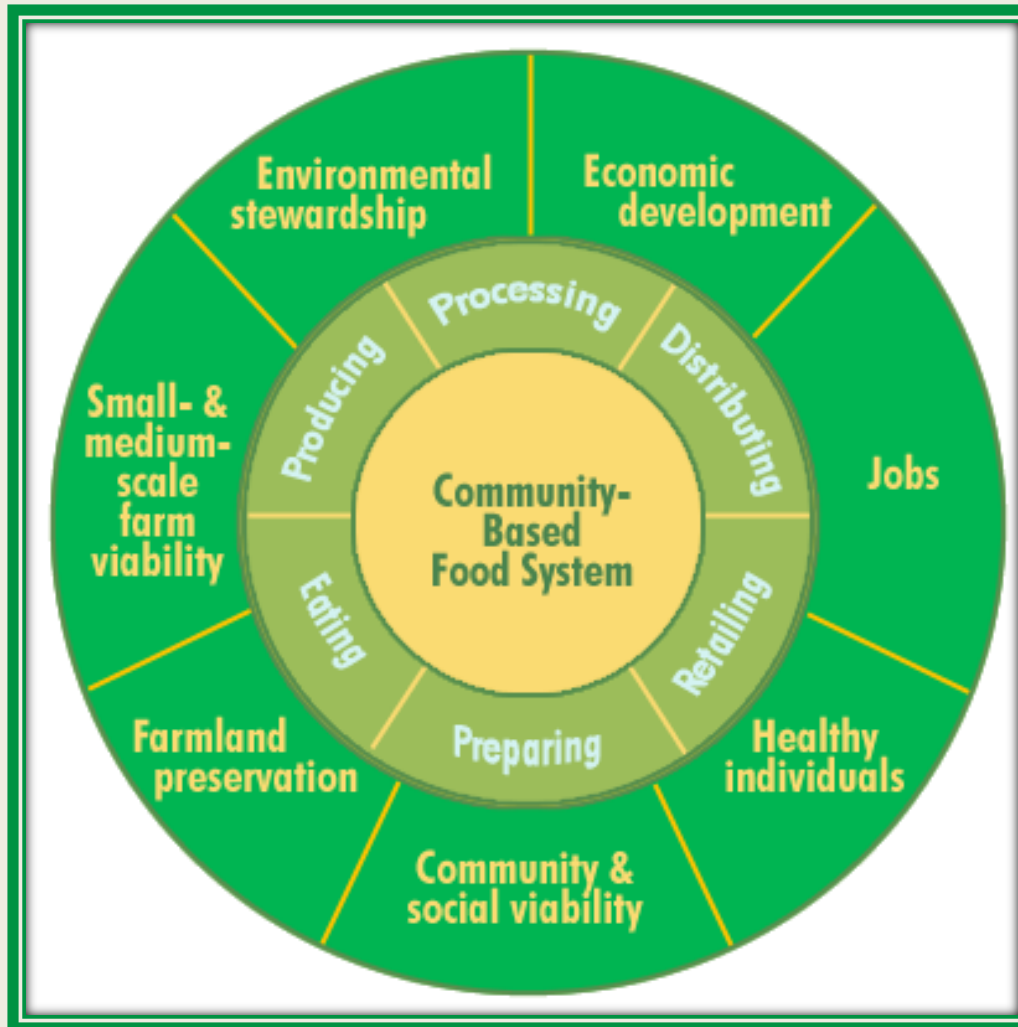 Environmental
stewardship
Economic
development
Jobs
Healthy
individuals
Community &
social viability
Farmland
preservation
Small- &
medium-
scale
farm
viability
Processing
Distributing
Retailing
Preparing
Eating
Producing
Community-
Based
Food System